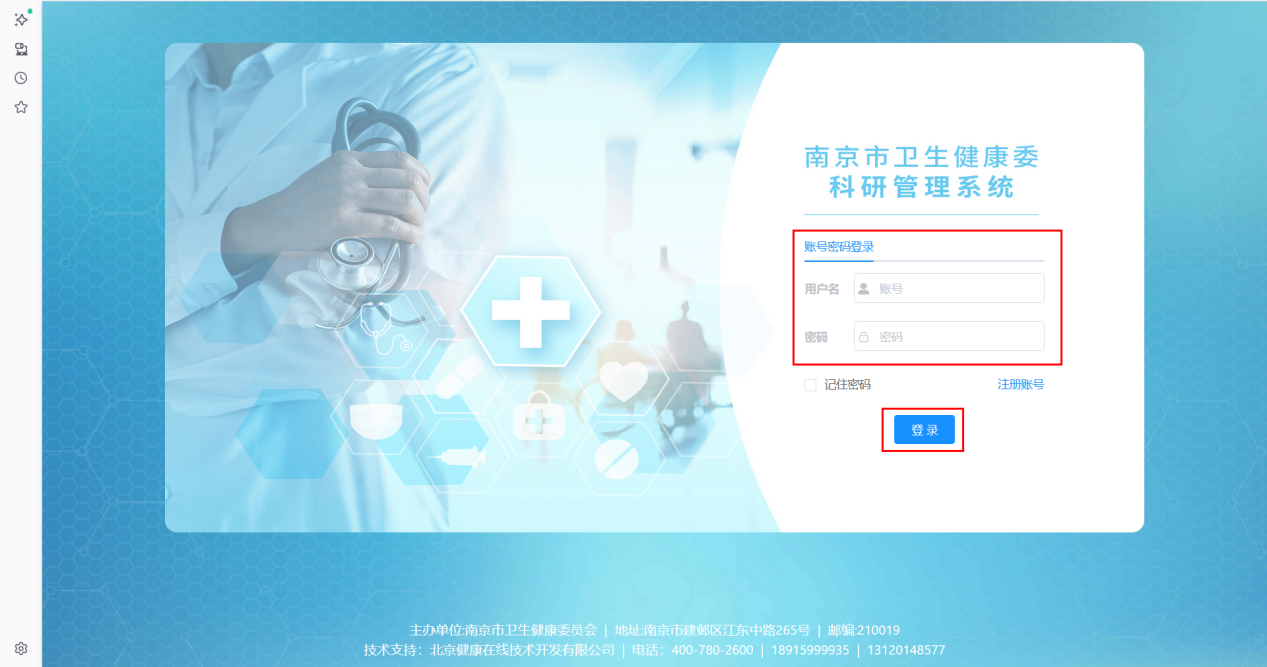 南京市卫生健康委
科研管理系统
账号密码登录
用户名 账号
密码 密码
记住密码 注册账号
登录
主办单位:南京市卫生健康委员会 | 地址:南京市建邺区江东中路265号 | 邮编:210019
技术支持：北京健康在线技术开发有限公司 | 电话：400-780-2600 | 18915999935 | 13120148577